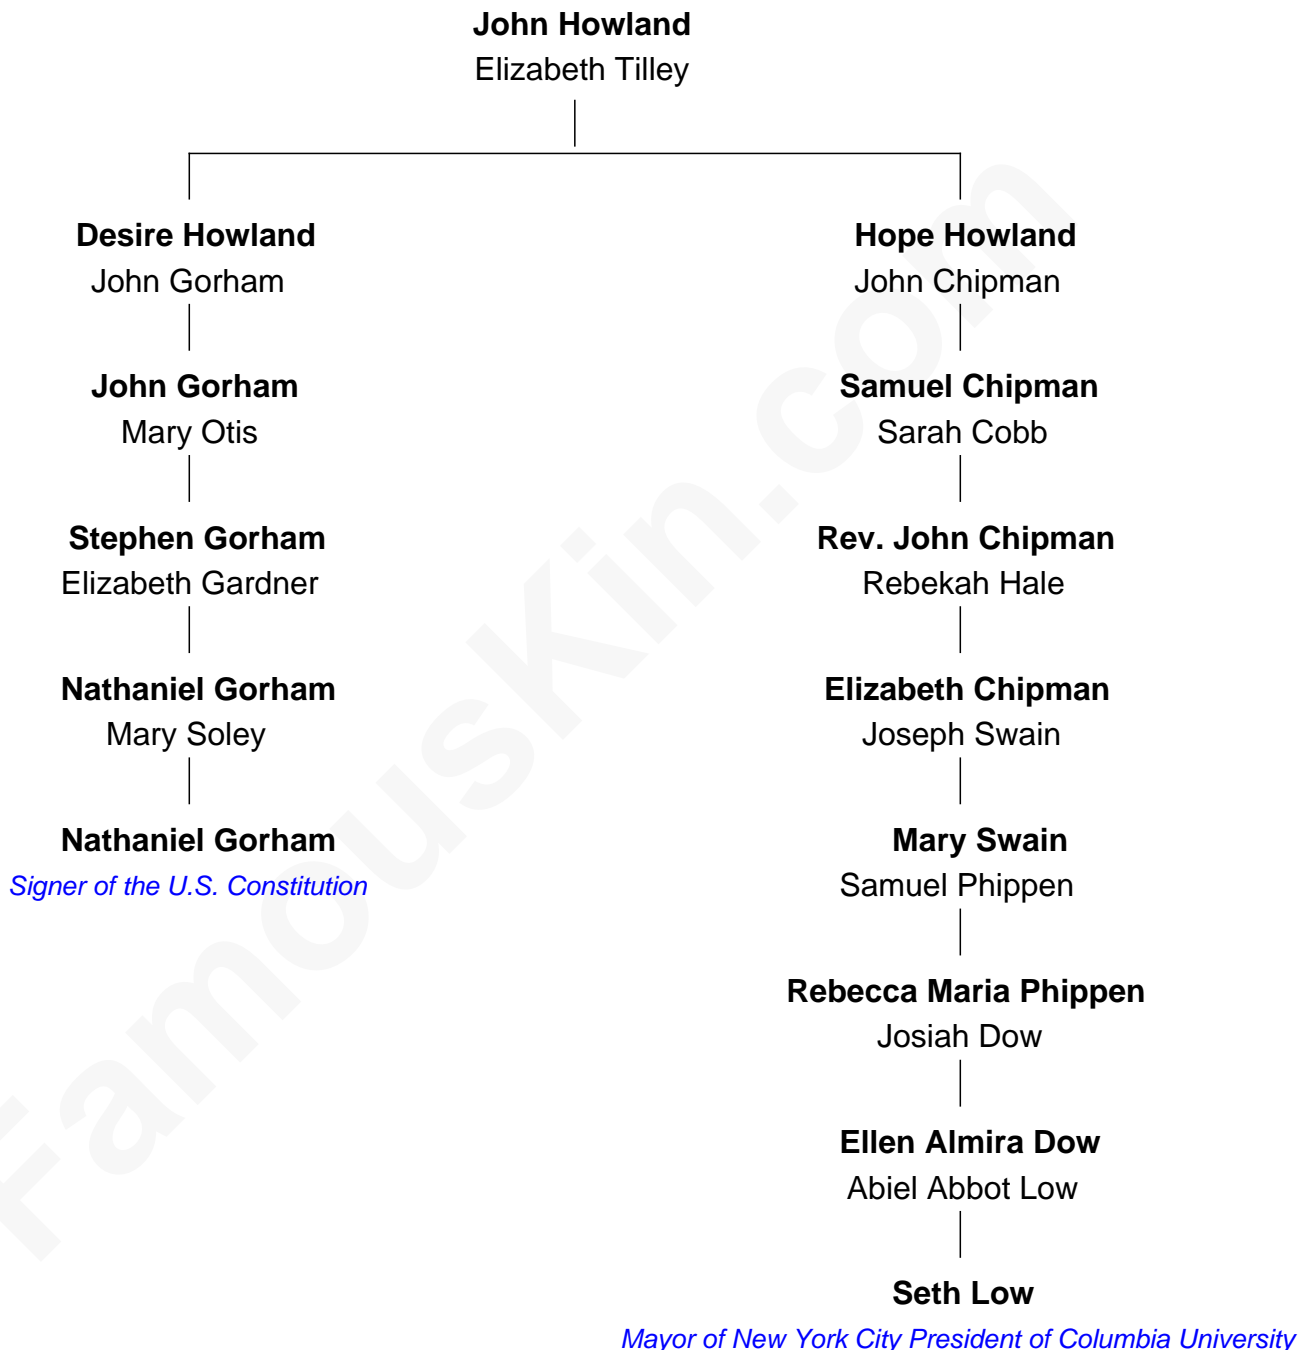 John Howland
Elizabeth Tilley
Desire Howland
John Gorham
Hope Howland
John Chipman
John Gorham
Mary Otis
Samuel Chipman
Sarah Cobb
Stephen Gorham
Elizabeth Gardner
Rev. John Chipman
Rebekah Hale
Nathaniel Gorham
Mary Soley
Elizabeth Chipman
Joseph Swain
Nathaniel Gorham
Signer of the U.S. Constitution
Mary Swain
Samuel Phippen
Rebecca Maria Phippen
Josiah Dow
Ellen Almira Dow
Abiel Abbot Low
Seth Low
Mayor of New York City President of Columbia University
FamousKin.com